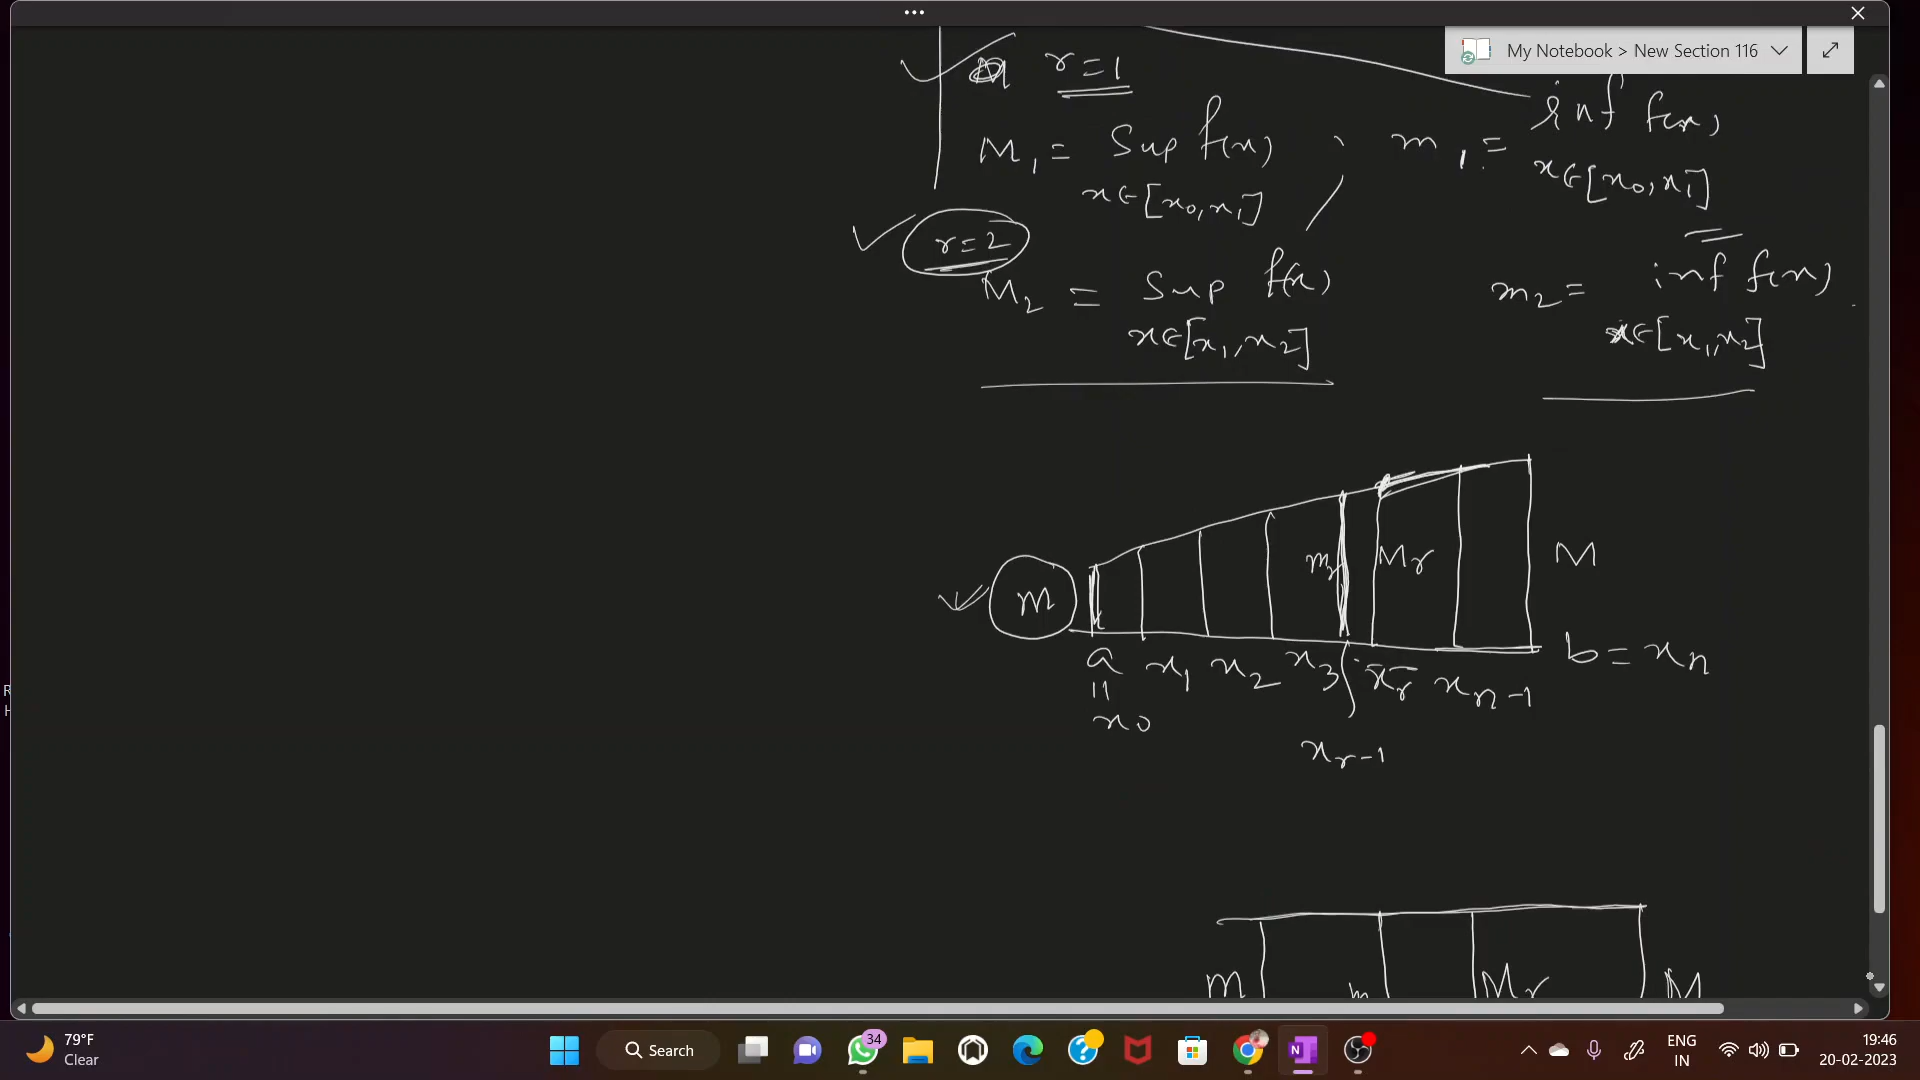 My Notebook > New Section 116
r = 1
M1 = Sup f(x) , m1 = inf f(x)
x∈[x0, x1] x∈[x0, x1]
r = 2
M2 = Sup f(x) m2 = inf f(x)
x∈[x1, x2] x∈[x1, x2]
m mr Mr M
a x1 x2 x3 xr xn-1 b = xn
11
x0
xr-1
m m Mr M
R
H
79°F
Clear
Search
34
ENG
IN
19:46
20-02-2023